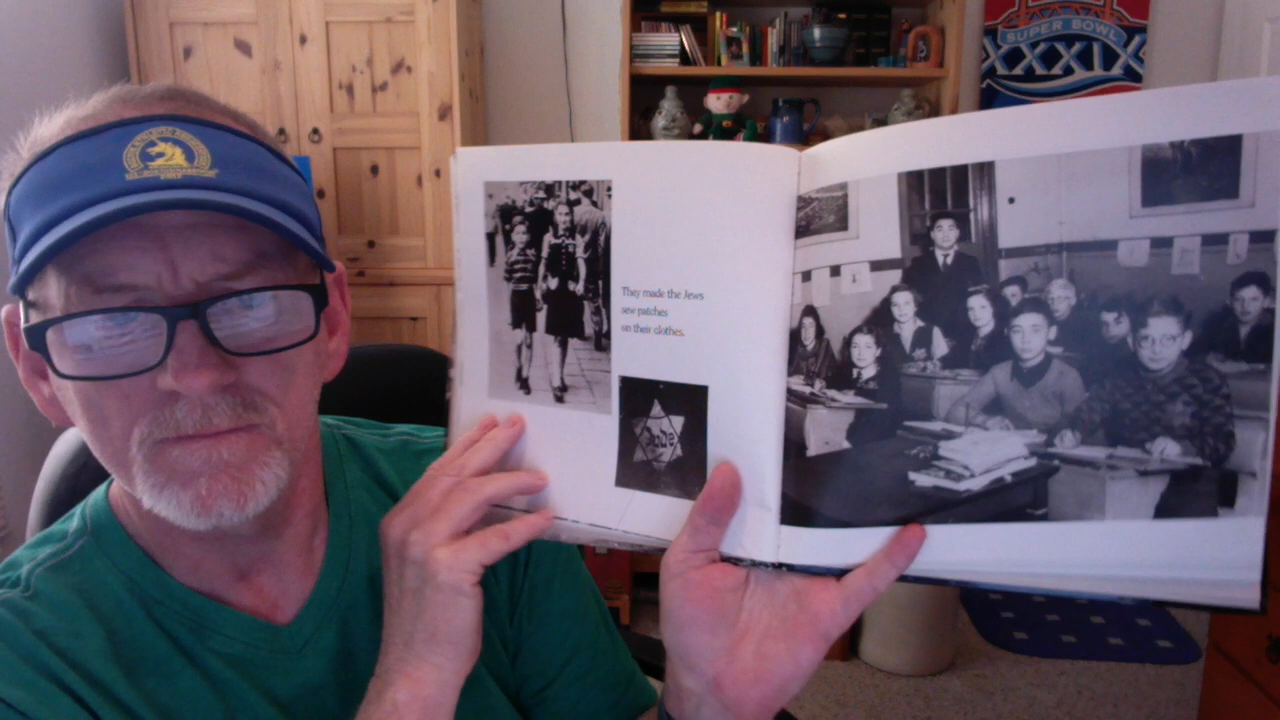 SUPER BOWL
XXXIX
They made the Jews
sew patches
on their clothes.
Jude